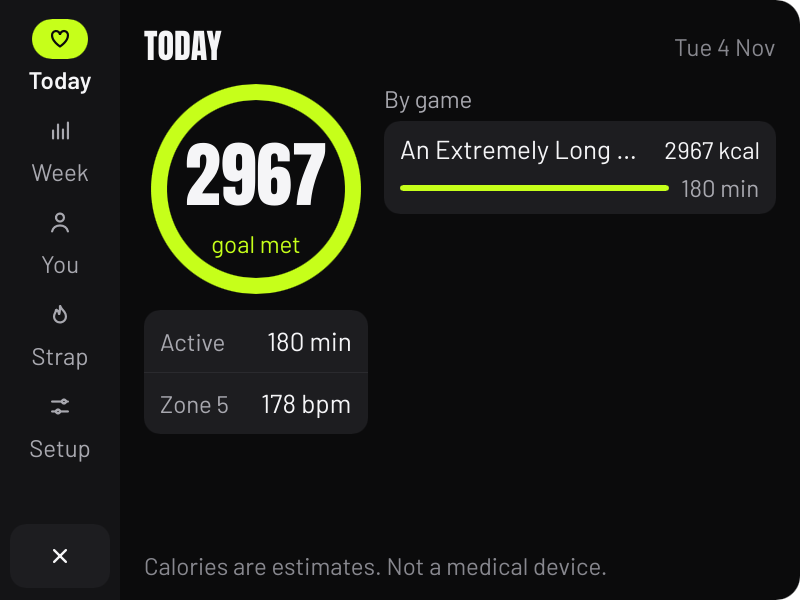 Today
Week
You
Strap
Setup
TODAY
Tue 4 Nov
2967
goal met
Active 180 min
Zone 5 178 bpm
By game
An Extremely Long ... 2967 kcal
180 min
Calories are estimates. Not a medical device.